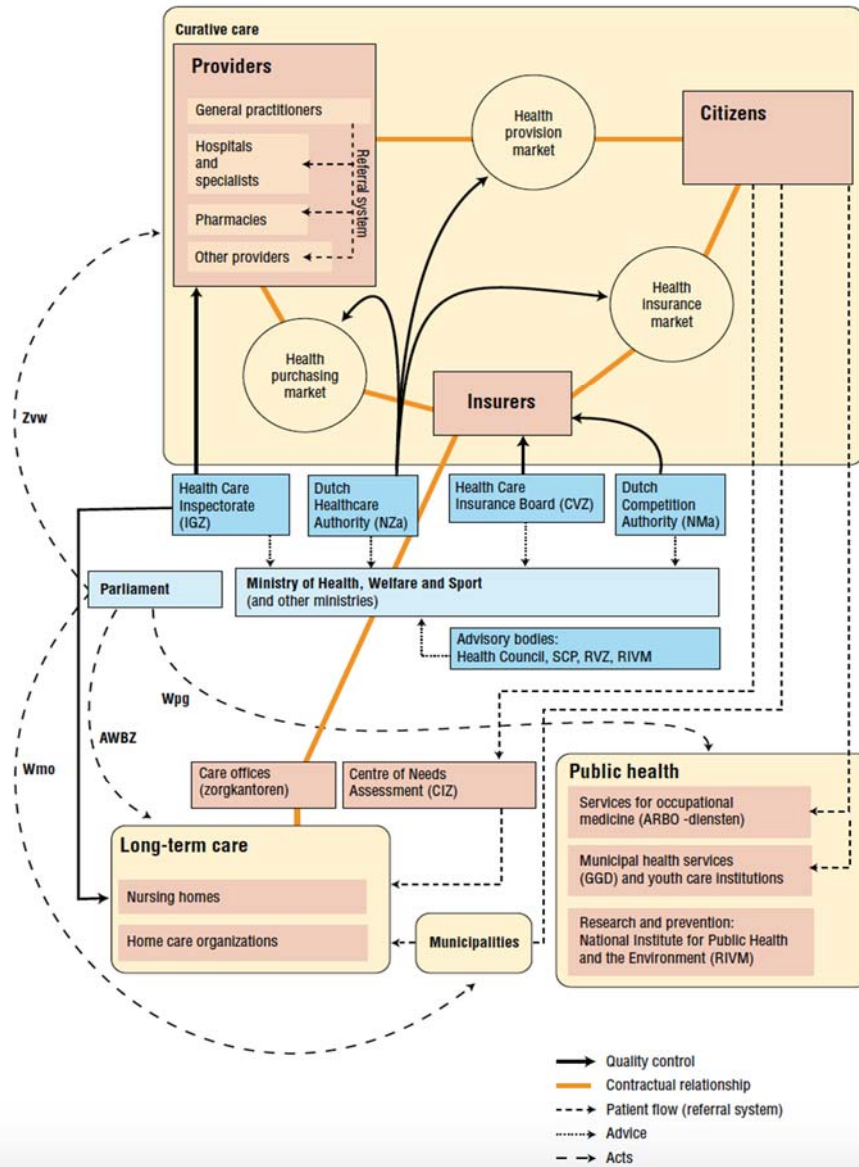 Curative care
Providers
General practitioners
Hospitals
and
specialists
Pharmacies
Other providers
Referral system
Health
provision
market
Citizens
Health
insurance
market
Health
purchasing
market
Insurers
Zvw
Health Care
Inspectorate
(IGZ)
Dutch
Healthcare
Authority (NZa)
Health Care
Insurance Board (CVZ)
Dutch
Competition
Authority (NMa)
Parliament
Ministry of Health, Welfare and Sport
(and other ministries)
Advisory bodies:
Health Council, SCP, RVZ, RIVM
Wpg
AWBZ
Wmo
Care offices
(zorgkantoren)
Centre of Needs
Assessment (CIZ)
Public health
Services for occupational
medicine (ARBO -diensten)
Municipal health services
(GGD) and youth care institutions
Research and prevention:
National Institute for Public Health
and the Environment (RIVM)
Long-term care
Nursing homes
Home care organizations
Municipalities
Quality control
Contractual relationship
Patient flow (referral system)
Advice
Acts